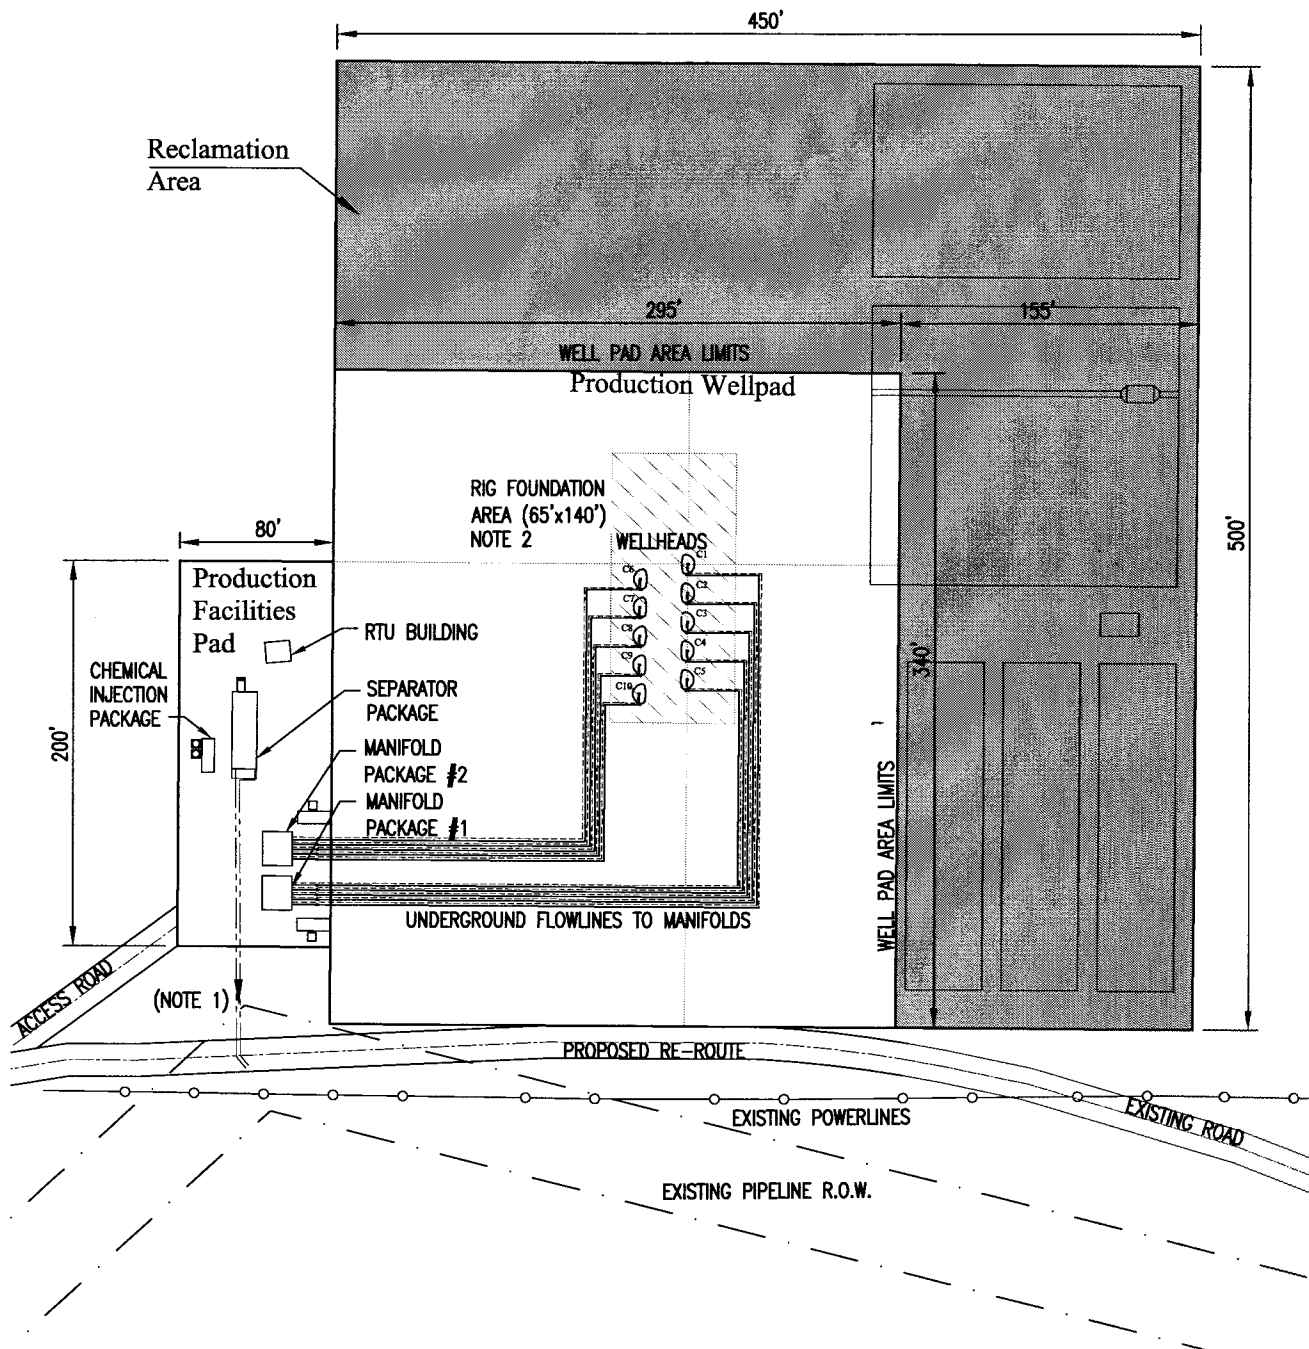 450'
Reclamation
Area
295'
155'
WELL PAD AREA LIMITS
Production Wellpad
RIG FOUNDATION
AREA (65'x140')
NOTE 2
WELLHEADS
80'
500'
C1
C6
C2
C7
C3
C8
C4
C9
C5
C10
Production
Facilities
Pad
RTU BUILDING
340'
CHEMICAL
INJECTION
PACKAGE
SEPARATOR
PACKAGE
200'
MANIFOLD
PACKAGE #2
MANIFOLD
PACKAGE #1
WELL PAD AREA LIMITS
UNDERGROUND FLOWLINES TO MANIFOLDS
ACCESS ROAD
(NOTE 1)
PROPOSED RE-ROUTE
EXISTING POWERLINES
EXISTING ROAD
EXISTING PIPELINE R.O.W.